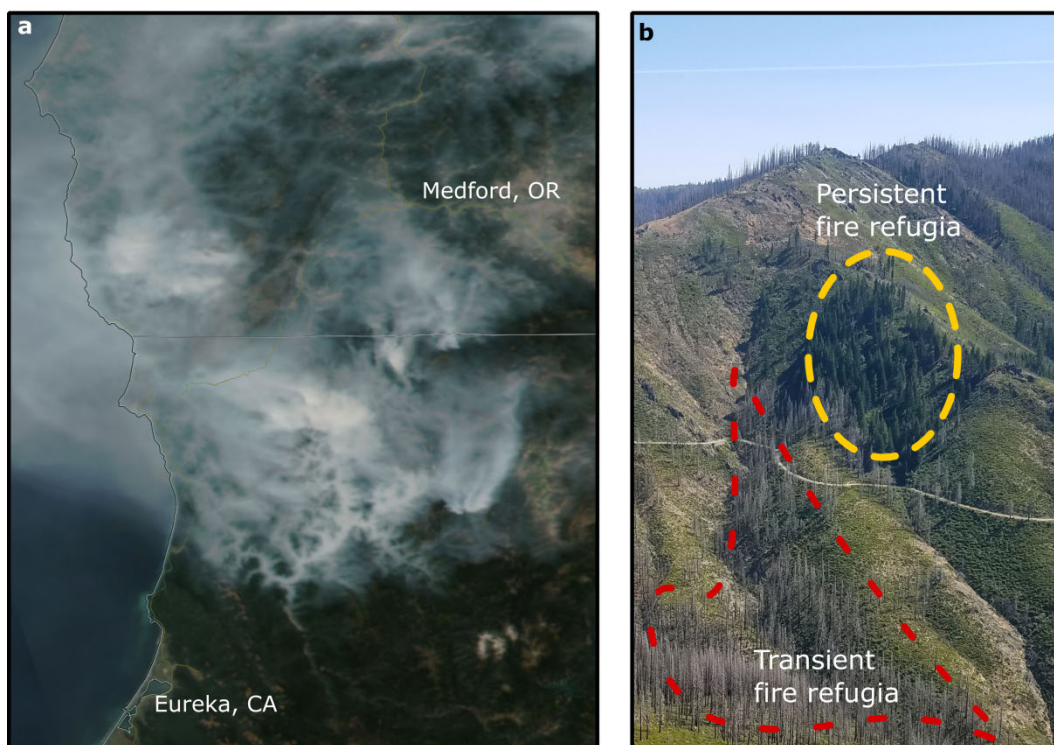 a
Medford, OR
Eureka, CA
b
Persistent
fire refugia
Transient
fire refugia